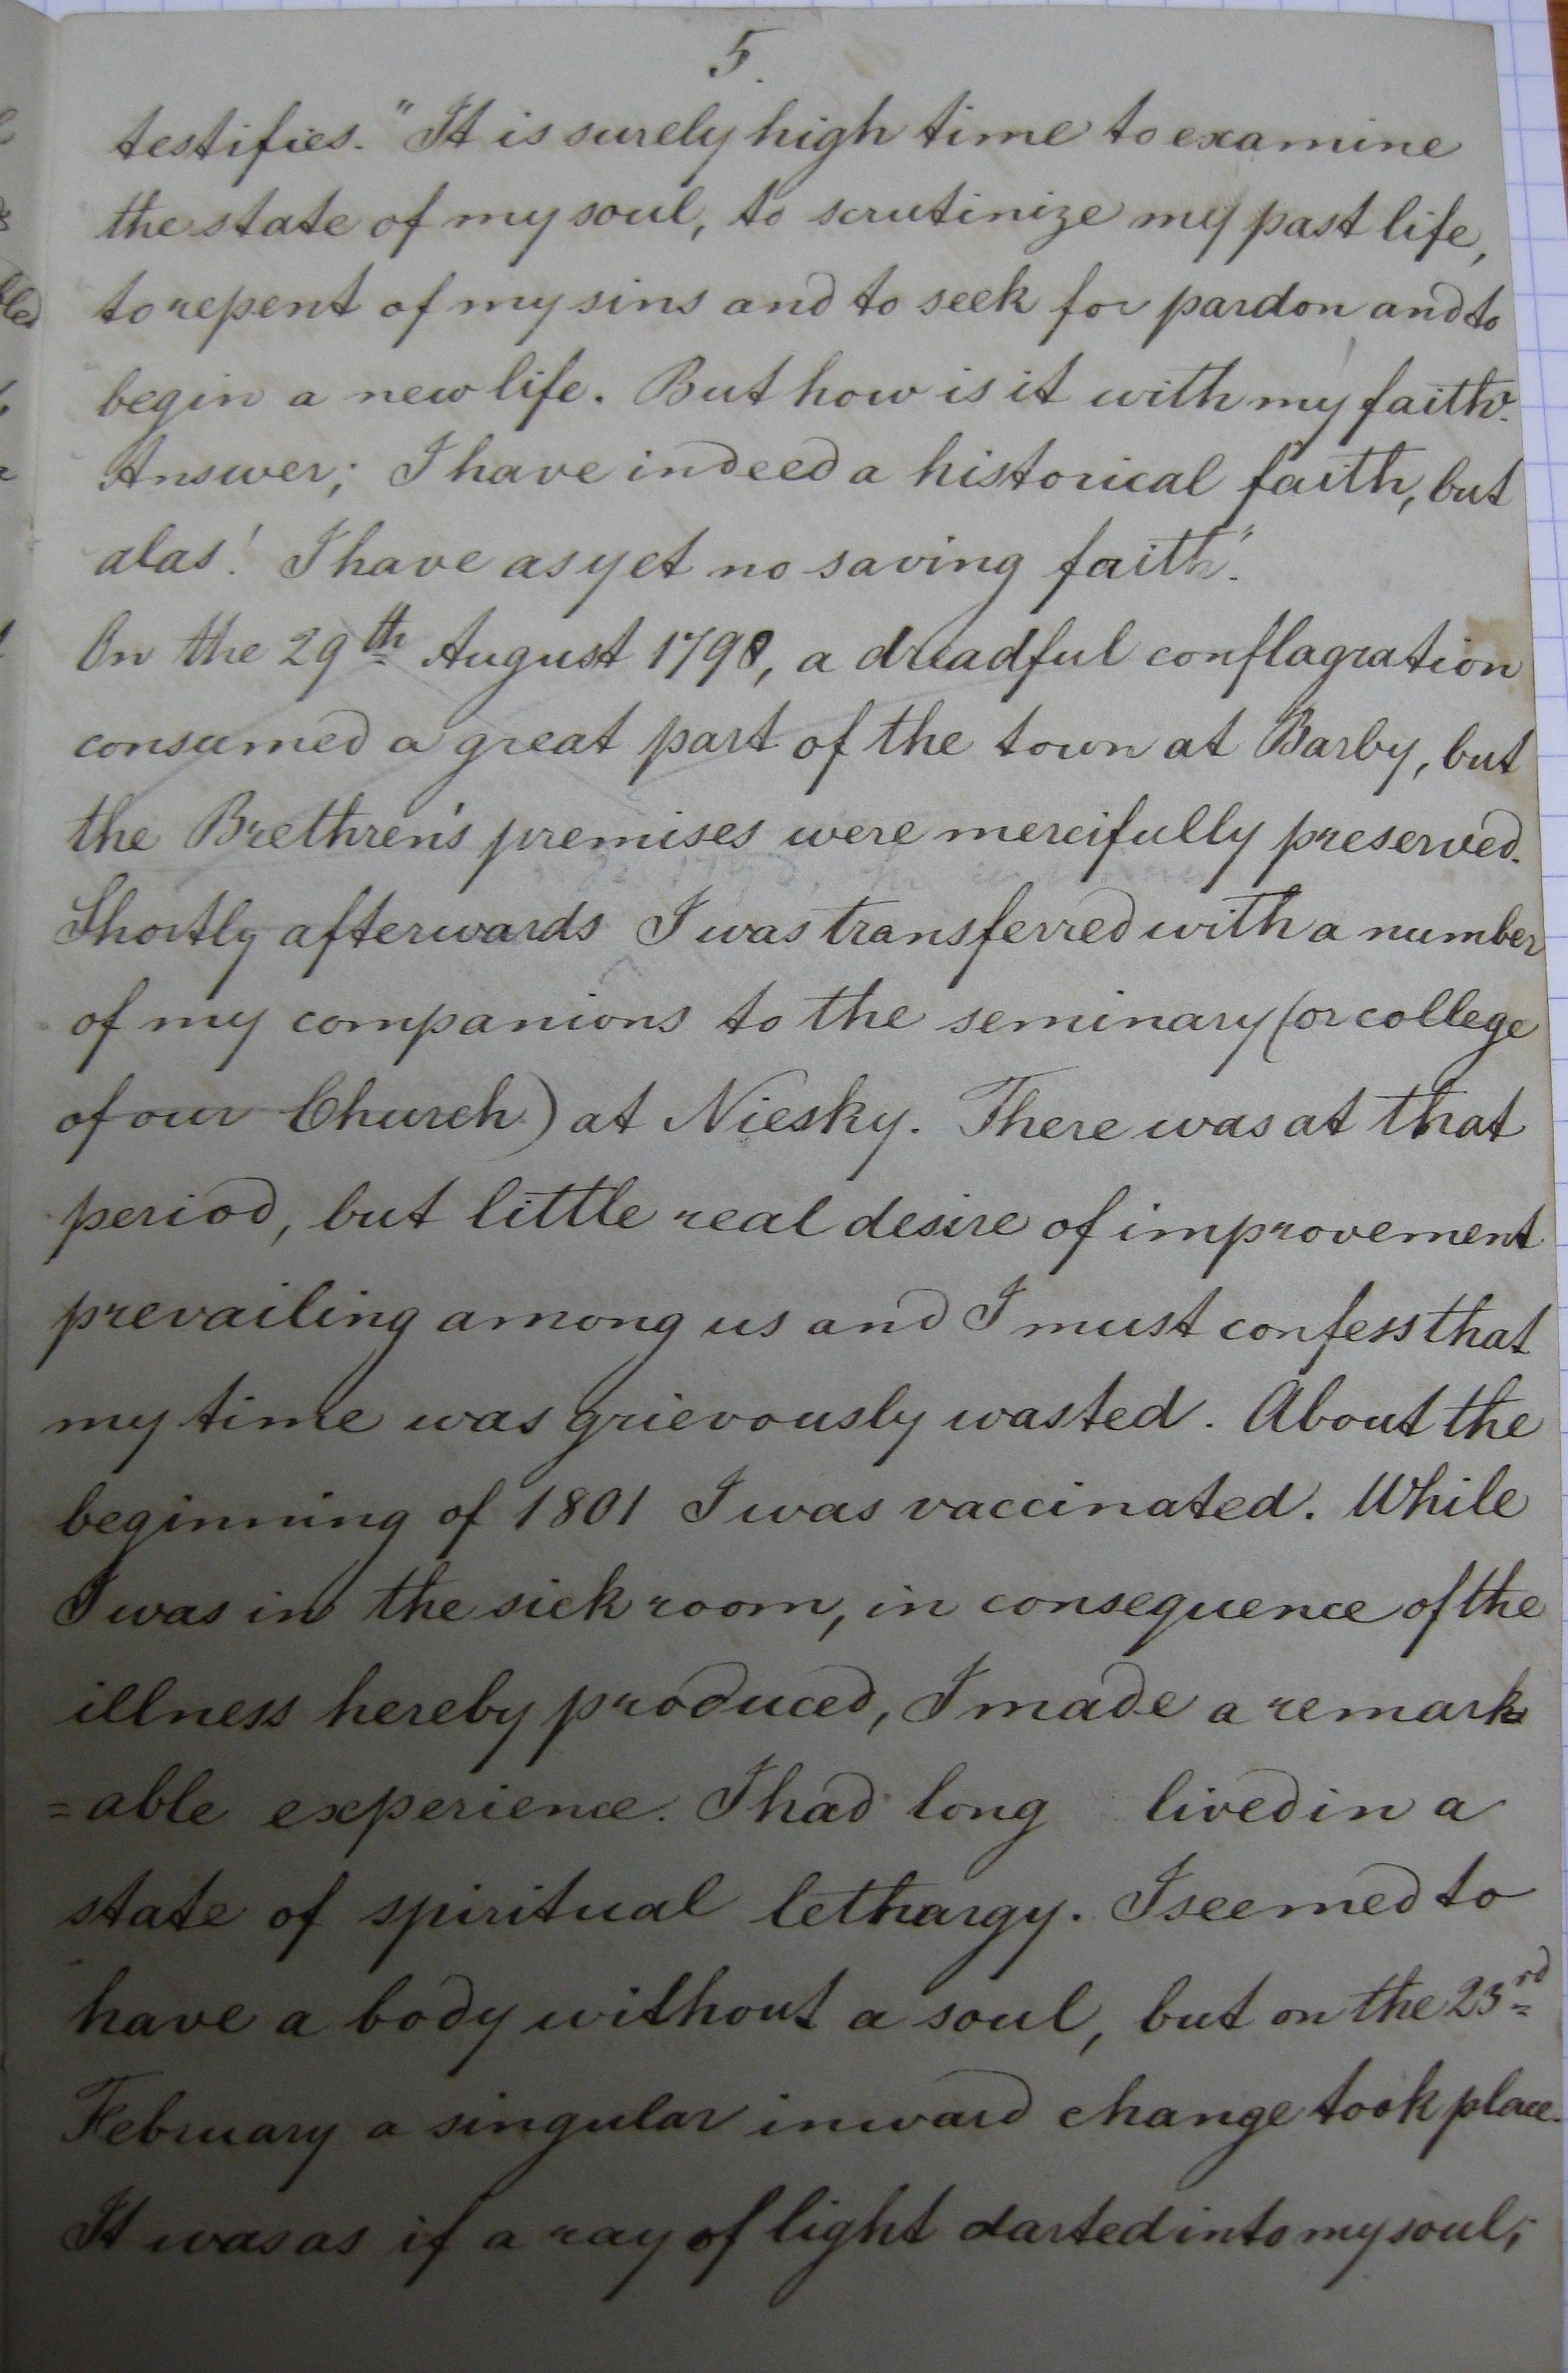 5.
testifies. "It is surely high time to examine
the state of my soul, to scrutinize my past life,
to repent of my sins and to seek for pardon and to
begin a new life. But how is it with my faith.
Answer; I have indeed a historical faith, but
alas! I have as yet no saving faith".
On the 29th August 1798, a dreadful conflagration
consumed a great part of the town at Barby, but
the Brethren's premises were mercifully preserved.
Shortly afterwards I was transferred with a number
of my companions to the seminary (or college
of our Church) at Niesky. There was at that
period, but little real desire of improvement
prevailing among us and I must confess that
my time was grievously wasted. About the
beginning of 1801 I was vaccinated. While
I was in the sick room, in consequence of the
illness hereby produced, I made a remark
=able experience. I had long lived in a
state of spiritual lethargy. I seemed to
have a body without a soul, but on the 23rd
February a singular inward change took place.
It was as if a ray of light darted into my soul;